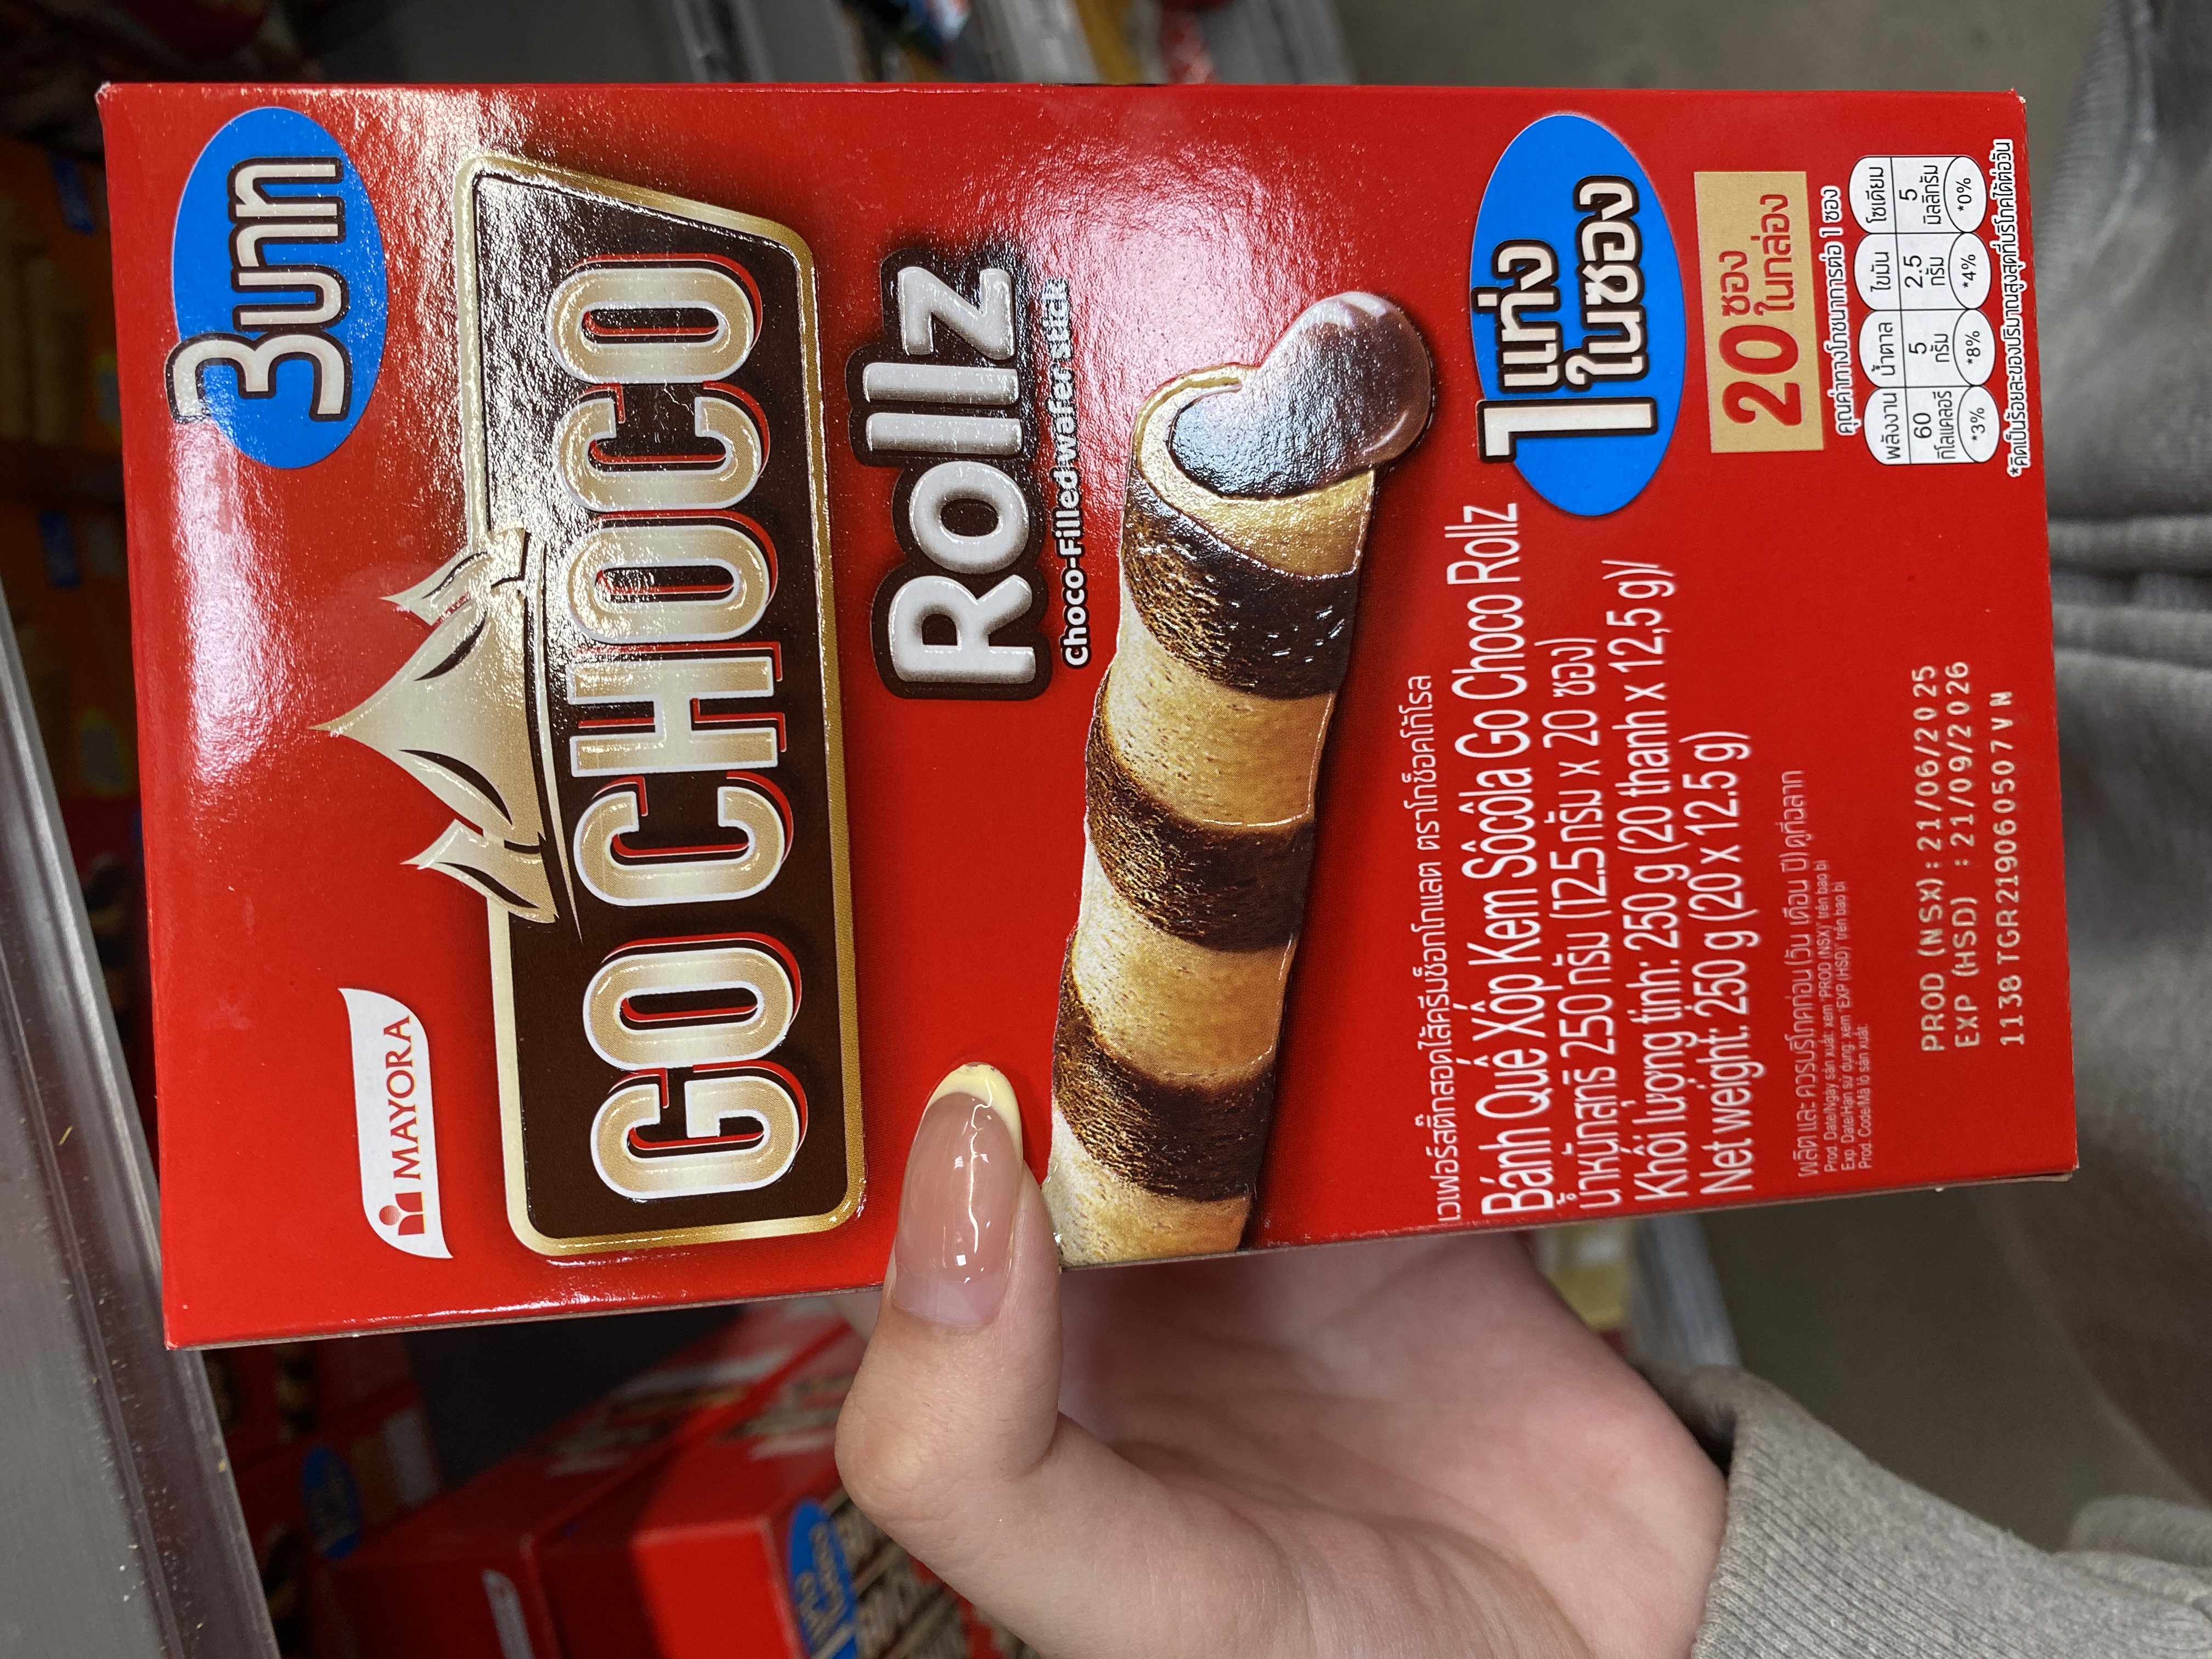 3บาท
MAYORA
GO CHOCO
Rollz
Choco-Filled wafer stick
เวเฟอร์สติ๊กสอดไส้ครีมช็อกโกแลต ตราโกช็อคโก้โรล
Bánh Quế Xốp Kem Sôcôla Go Choco Rollz
น้ำหนักสุทธิ 250 กรัม (12.5 กรัม x 20 ซอง)
Khối lượng tịnh: 250 g (20 thanh x 12,5 g)/
Net weight: 250 g (20 x 12.5 g)
1 แท่ง
ในซอง
20 ซอง
ในกล่อง
ผลิต และ ควรบริโภคก่อน (วัน เดือน ปี) ดูที่ฉลาก
Prod. Date/Ngày sản xuất: xem "PROD (NSX)" trên bao bì
Exp. Date/Hạn sử dụng: xem "EXP (HSD)" trên bao bì
Prod. Code/Mã lô sản xuất:
PROD (NSX) : 21/06/2025
EXP (HSD) : 21/09/2026
1138 TGR219060507VN
คุณค่าทางโภชนาการต่อ 1 ซอง
พลังงาน น้ำตาล ไขมัน โซเดียม
60 5 2.5 5
กิโลแคลอรี กรัม กรัม มิลลิกรัม
*3% *8% *4% *0%
*คิดเป็นร้อยละของปริมาณสูงสุดที่บริโภคได้ต่อวัน